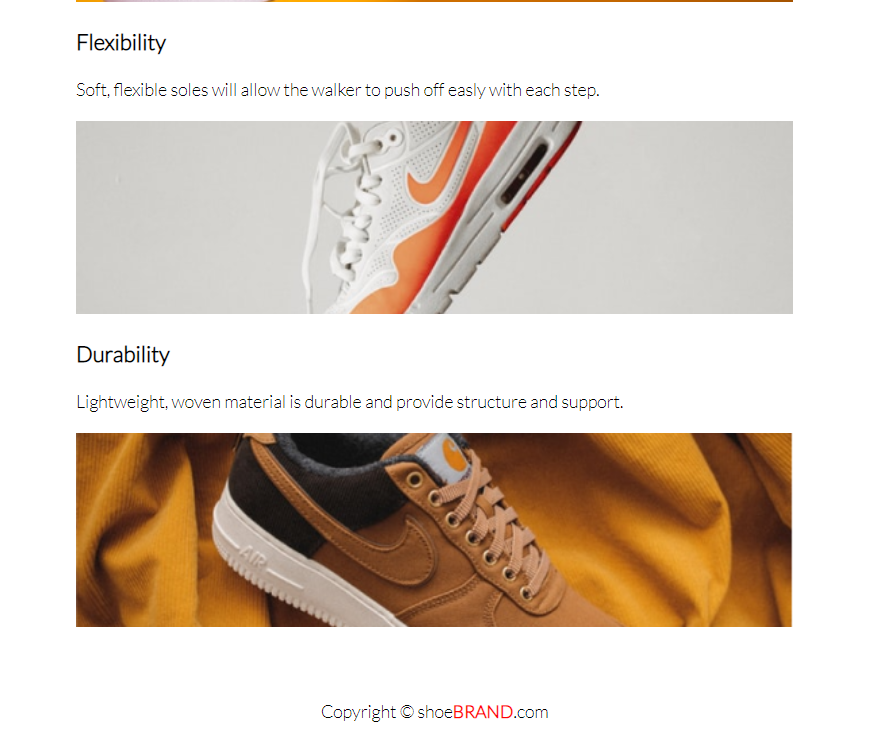 Flexibility
Soft, flexible soles will allow the walker to push off easly with each step.
Durability
Lightweight, woven material is durable and provide structure and support.
AIR
Copyright © shoeBRAND.com